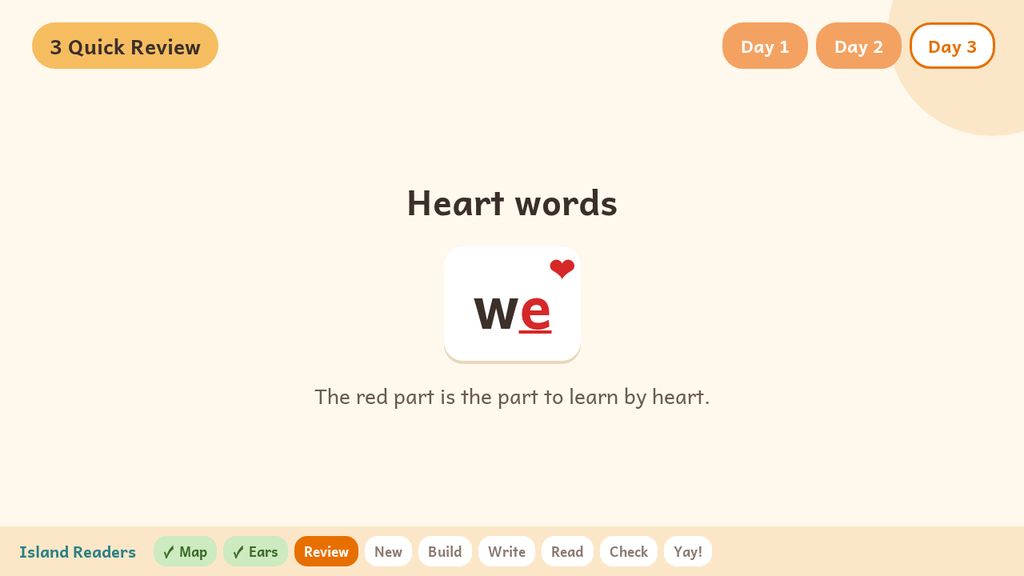 3 Quick Review
Day 1 Day 2 Day 3
Heart words
we
The red part is the part to learn by heart.
Island Readers ✓ Map ✓ Ears Review New Build Write Read Check Yay!